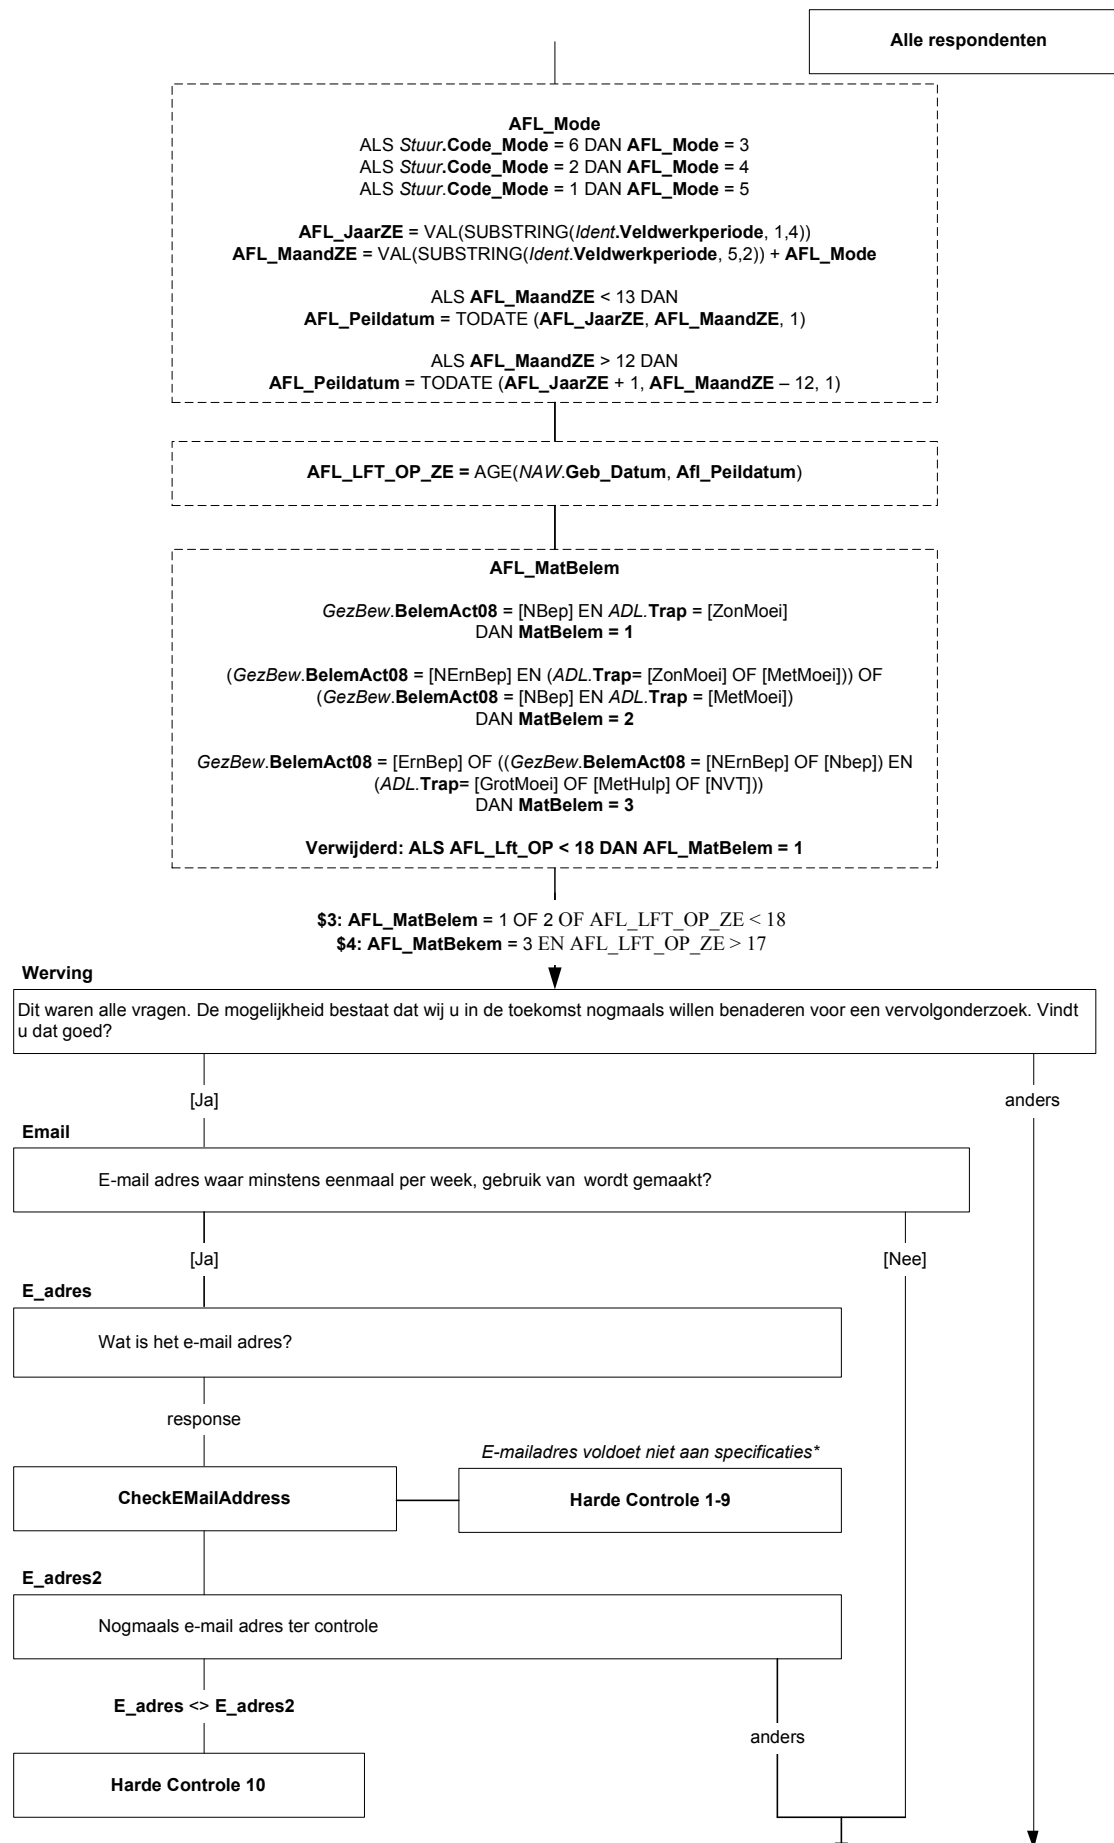 Alle respondenten
AFL_Mode
ALS Stuur.Code_Mode = 6 DAN AFL_Mode = 3
ALS Stuur.Code_Mode = 2 DAN AFL_Mode = 4
ALS Stuur.Code_Mode = 1 DAN AFL_Mode = 5
AFL_JaarZE = VAL(SUBSTRING(Ident.Veldwerkperiode, 1,4))
AFL_MaandZE = VAL(SUBSTRING(Ident.Veldwerkperiode, 5,2)) + AFL_Mode
ALS AFL_MaandZE < 13 DAN
AFL_Peildatum = TODATE (AFL_JaarZE, AFL_MaandZE, 1)
ALS AFL_MaandZE > 12 DAN
AFL_Peildatum = TODATE (AFL_JaarZE + 1, AFL_MaandZE – 12, 1)
AFL_LFT_OP_ZE = AGE(NAW.Geb_Datum, Afl_Peildatum)
AFL_MatBelem
GezBew.BelemAct08 = [NBep] EN ADL.Trap = [ZonMoei]
DAN MatBelem = 1
(GezBew.BelemAct08 = [NErnBep] EN (ADL.Trap= [ZonMoei] OF [MetMoei])) OF
(GezBew.BelemAct08 = [NBep] EN ADL.Trap = [MetMoei])
DAN MatBelem = 2
GezBew.BelemAct08 = [ErnBep] OF ((GezBew.BelemAct08 = [NErnBep] OF [Nbep]) EN
(ADL.Trap= [GrotMoei] OF [MetHulp] OF [NVT]))
DAN MatBelem = 3
Verwijderd: ALS AFL_Lft_OP < 18 DAN AFL_MatBelem = 1
$3: AFL_MatBelem = 1 OF 2 OF AFL_LFT_OP_ZE < 18
$4: AFL_MatBekem = 3 EN AFL_LFT_OP_ZE > 17
Werving
Dit waren alle vragen. De mogelijkheid bestaat dat wij u in de toekomst nogmaals willen benaderen voor een vervolgonderzoek. Vindt
u dat goed?
[Ja]
anders
Email
E-mail adres waar minstens eenmaal per week, gebruik van wordt gemaakt?
[Ja]
[Nee]
E_adres
Wat is het e-mail adres?
response
E-mailadres voldoet niet aan specificaties*
CheckEMailAddress
Harde Controle 1-9
E_adres2
Nogmaals e-mail adres ter controle
E_adres <> E_adres2
anders
Harde Controle 10